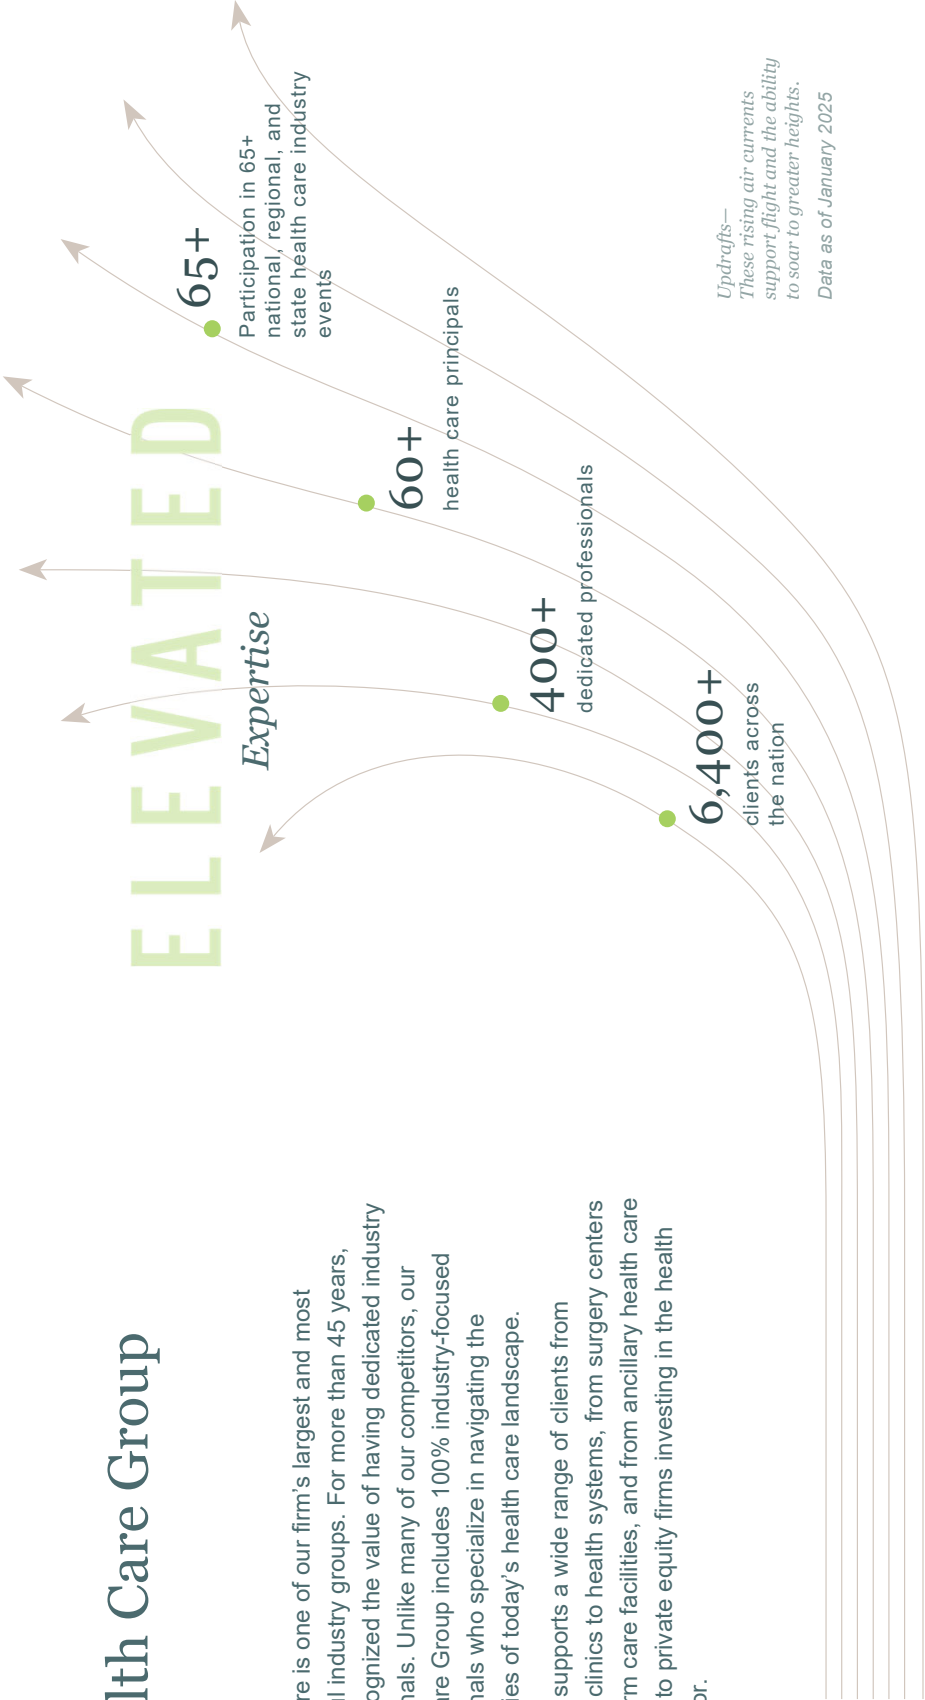 lth Care Group
re is one of our firm’s largest and most
l industry groups. For more than 45 years,
ognized the value of having dedicated industry
nals. Unlike many of our competitors, our
re Group includes 100% industry-focused
nals who specialize in navigating the
ies of today’s health care landscape.
supports a wide range of clients from
clinics to health systems, from surgery centers
rm care facilities, and from ancillary health care
to private equity firms investing in the health
or.
ELEVATED
Expertise
6,400+
clients across
the nation
400+
dedicated professionals
60+
health care principals
65+
Participation in 65+
national, regional, and
state health care industry
events
Updrafts—
These rising air currents
support flight and the ability
to soar to greater heights.
Data as of January 2025